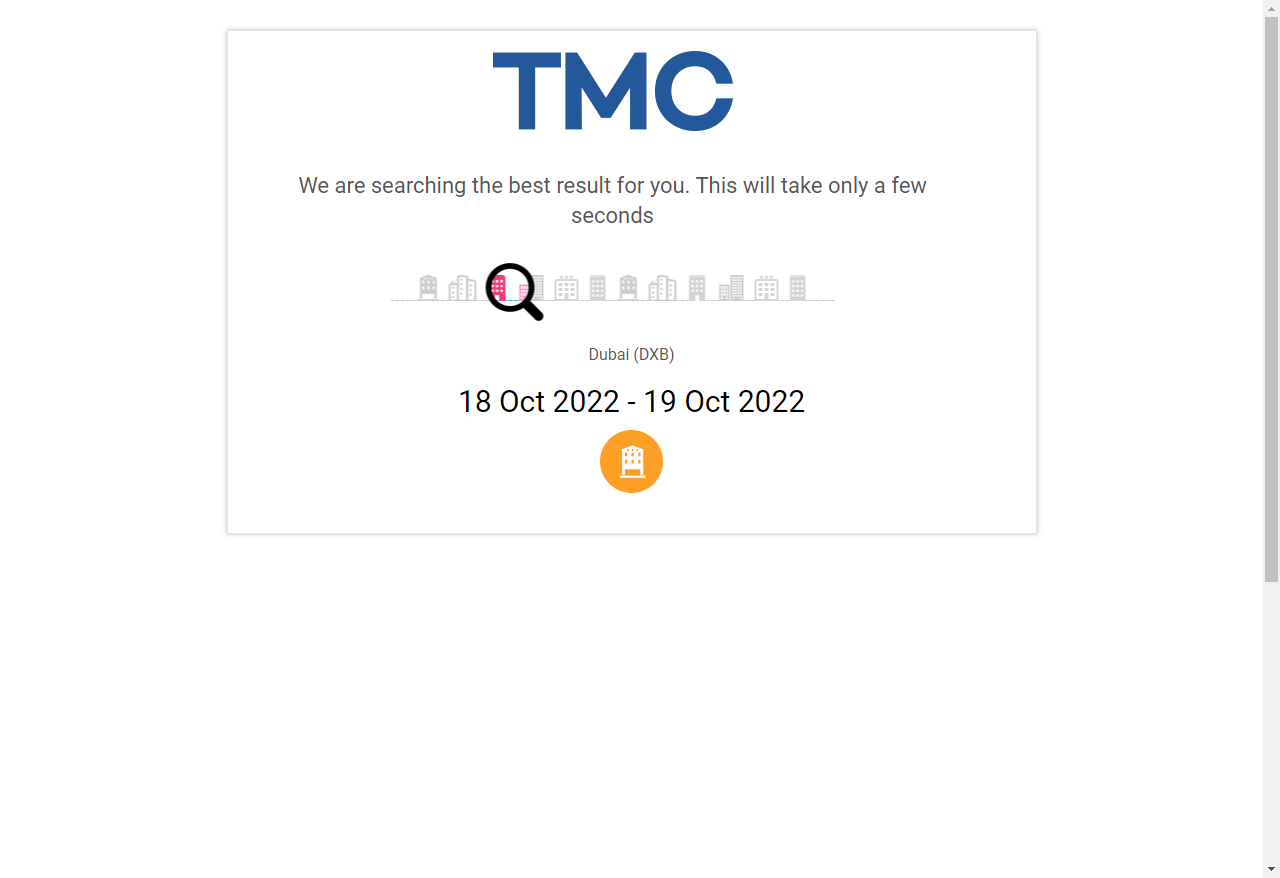 TMC
We are searching the best result for you. This will take only a few
seconds
Dubai (DXB)
18 Oct 2022 - 19 Oct 2022